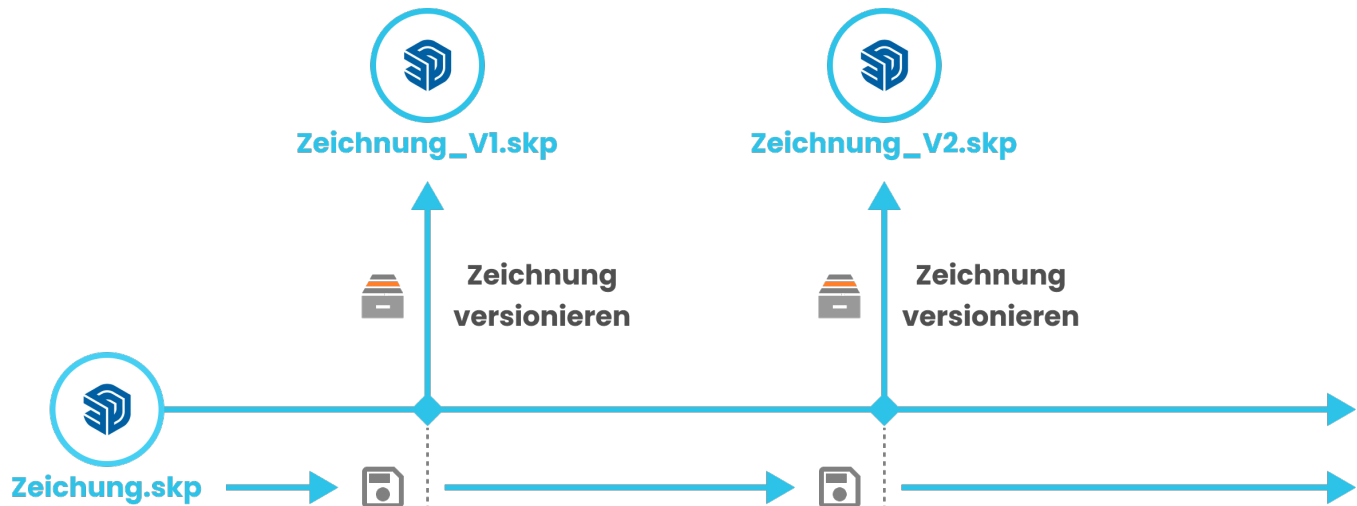 Zeichnung_V1.skp
Zeichnung_V2.skp
Zeichnung
versionieren
Zeichnung
versionieren
Zeichung.skp